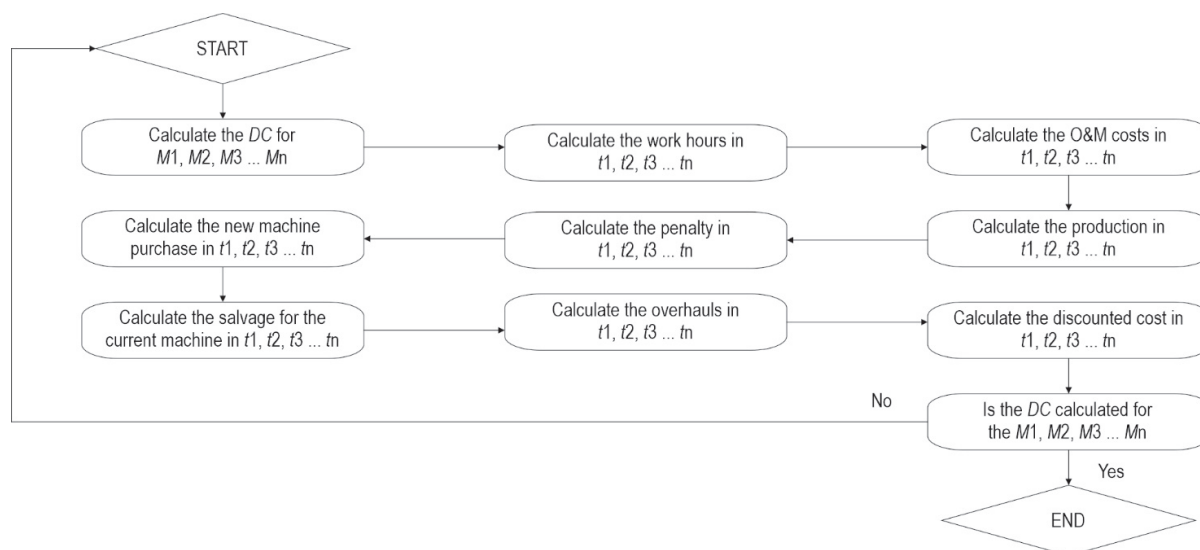 START
Calculate the DC for
M1, M2, M3 ... Mn
Calculate the work hours in
t1, t2, t3 ... tn
Calculate the O&M costs in
t1, t2, t3 ... tn
Calculate the production in
t1, t2, t3 ... tn
Calculate the penalty in
t1, t2, t3 ... tn
Calculate the new machine
purchase in t1, t2, t3 ... tn
Calculate the salvage for the
current machine in t1, t2, t3 ... tn
Calculate the overhauls in
t1, t2, t3 ... tn
Calculate the discounted cost in
t1, t2, t3 ... tn
Is the DC calculated for
the M1, M2, M3 ... Mn
No
Yes
END